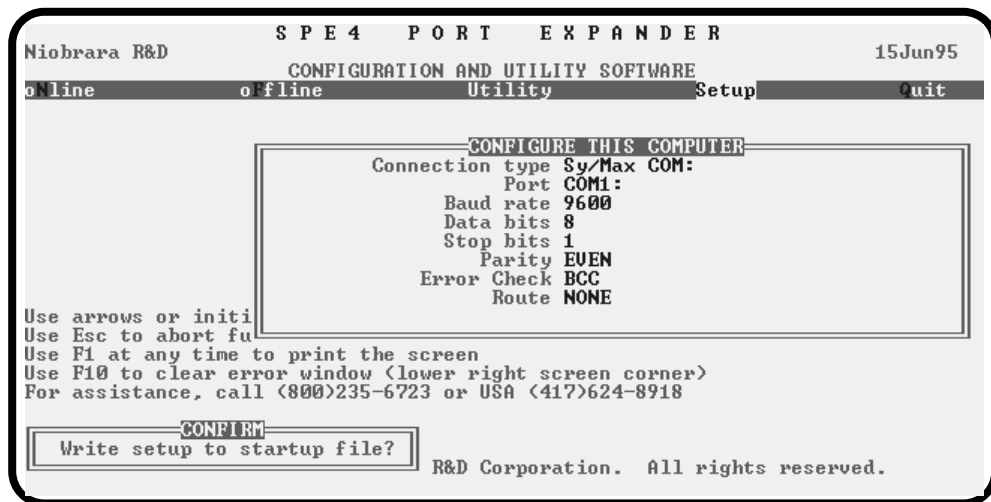 S P E 4 P O R T E X P A N D E R
Niobrara R&D 15Jun95
CONFIGURATION AND UTILITY SOFTWARE
oNline oFfline Utility Setup Quit
CONFIGURE THIS COMPUTER
Connection type Sy/Max COM:
Port COM1:
Baud rate 9600
Data bits 8
Stop bits 1
Parity EVEN
Error Check BCC
Route NONE
Use arrows or initi
Use Esc to abort fu
Use F1 at any time to print the screen
Use F10 to clear error window (lower right screen corner)
For assistance, call (800)235-6723 or USA (417)624-8918
CONFIRM
Write setup to startup file?
R&D Corporation. All rights reserved.